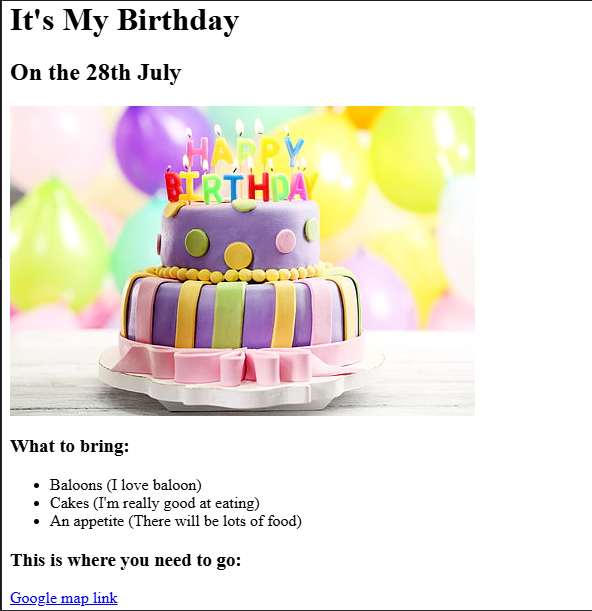 It's My Birthday
On the 28th July
HAPPY
BIRTHDAY
What to bring:
Baloons (I love baloon)
Cakes (I'm really good at eating)
An appetite (There will be lots of food)
This is where you need to go:
Google map link